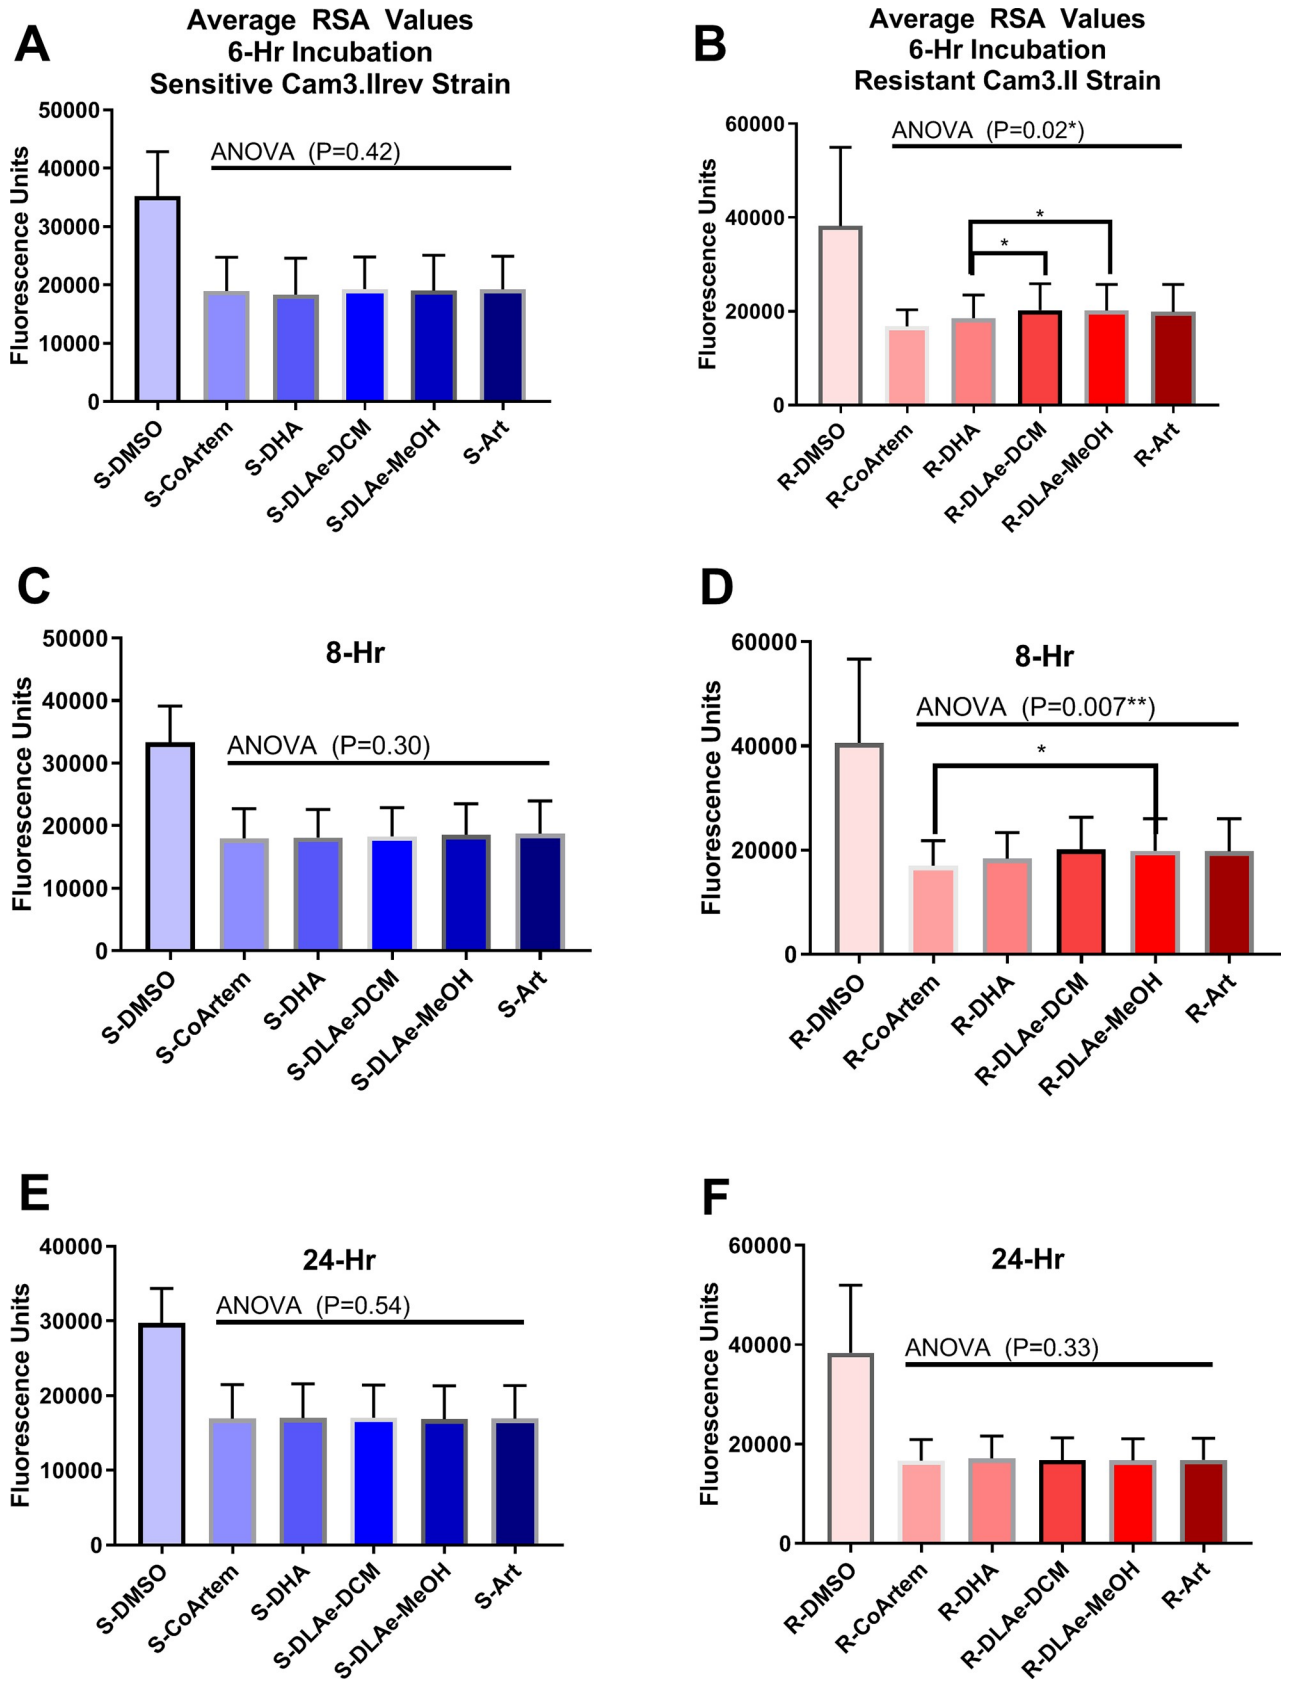 A
Average RSA Values
6-Hr Incubation
Sensitive Cam3.IIrev Strain
Fluorescence Units
50000
40000
30000
20000
10000
0
ANOVA (P=0.42)
S-DMSO
S-CoArtem
S-DHA
S-DLAe-DCM
S-DLAe-MeOH
S-Art
B
Average RSA Values
6-Hr Incubation
Resistant Cam3.II Strain
Fluorescence Units
60000
40000
20000
0
ANOVA (P=0.02*)
*
*
R-DMSO
R-CoArtem
R-DHA
R-DLAe-DCM
R-DLAe-MeOH
R-Art
C
8-Hr
Fluorescence Units
50000
40000
30000
20000
10000
0
ANOVA (P=0.30)
S-DMSO
S-CoArtem
S-DHA
S-DLAe-DCM
S-DLAe-MeOH
S-Art
D
8-Hr
Fluorescence Units
60000
40000
20000
0
ANOVA (P=0.007**)
*
R-DMSO
R-CoArtem
R-DHA
R-DLAe-DCM
R-DLAe-MeOH
R-Art
E
24-Hr
Fluorescence Units
40000
30000
20000
10000
0
ANOVA (P=0.54)
S-DMSO
S-CoArtem
S-DHA
S-DLAe-DCM
S-DLAe-MeOH
S-Art
F
24-Hr
Fluorescence Units
60000
40000
20000
0
ANOVA (P=0.33)
R-DMSO
R-CoArtem
R-DHA
R-DLAe-DCM
R-DLAe-MeOH
R-Art